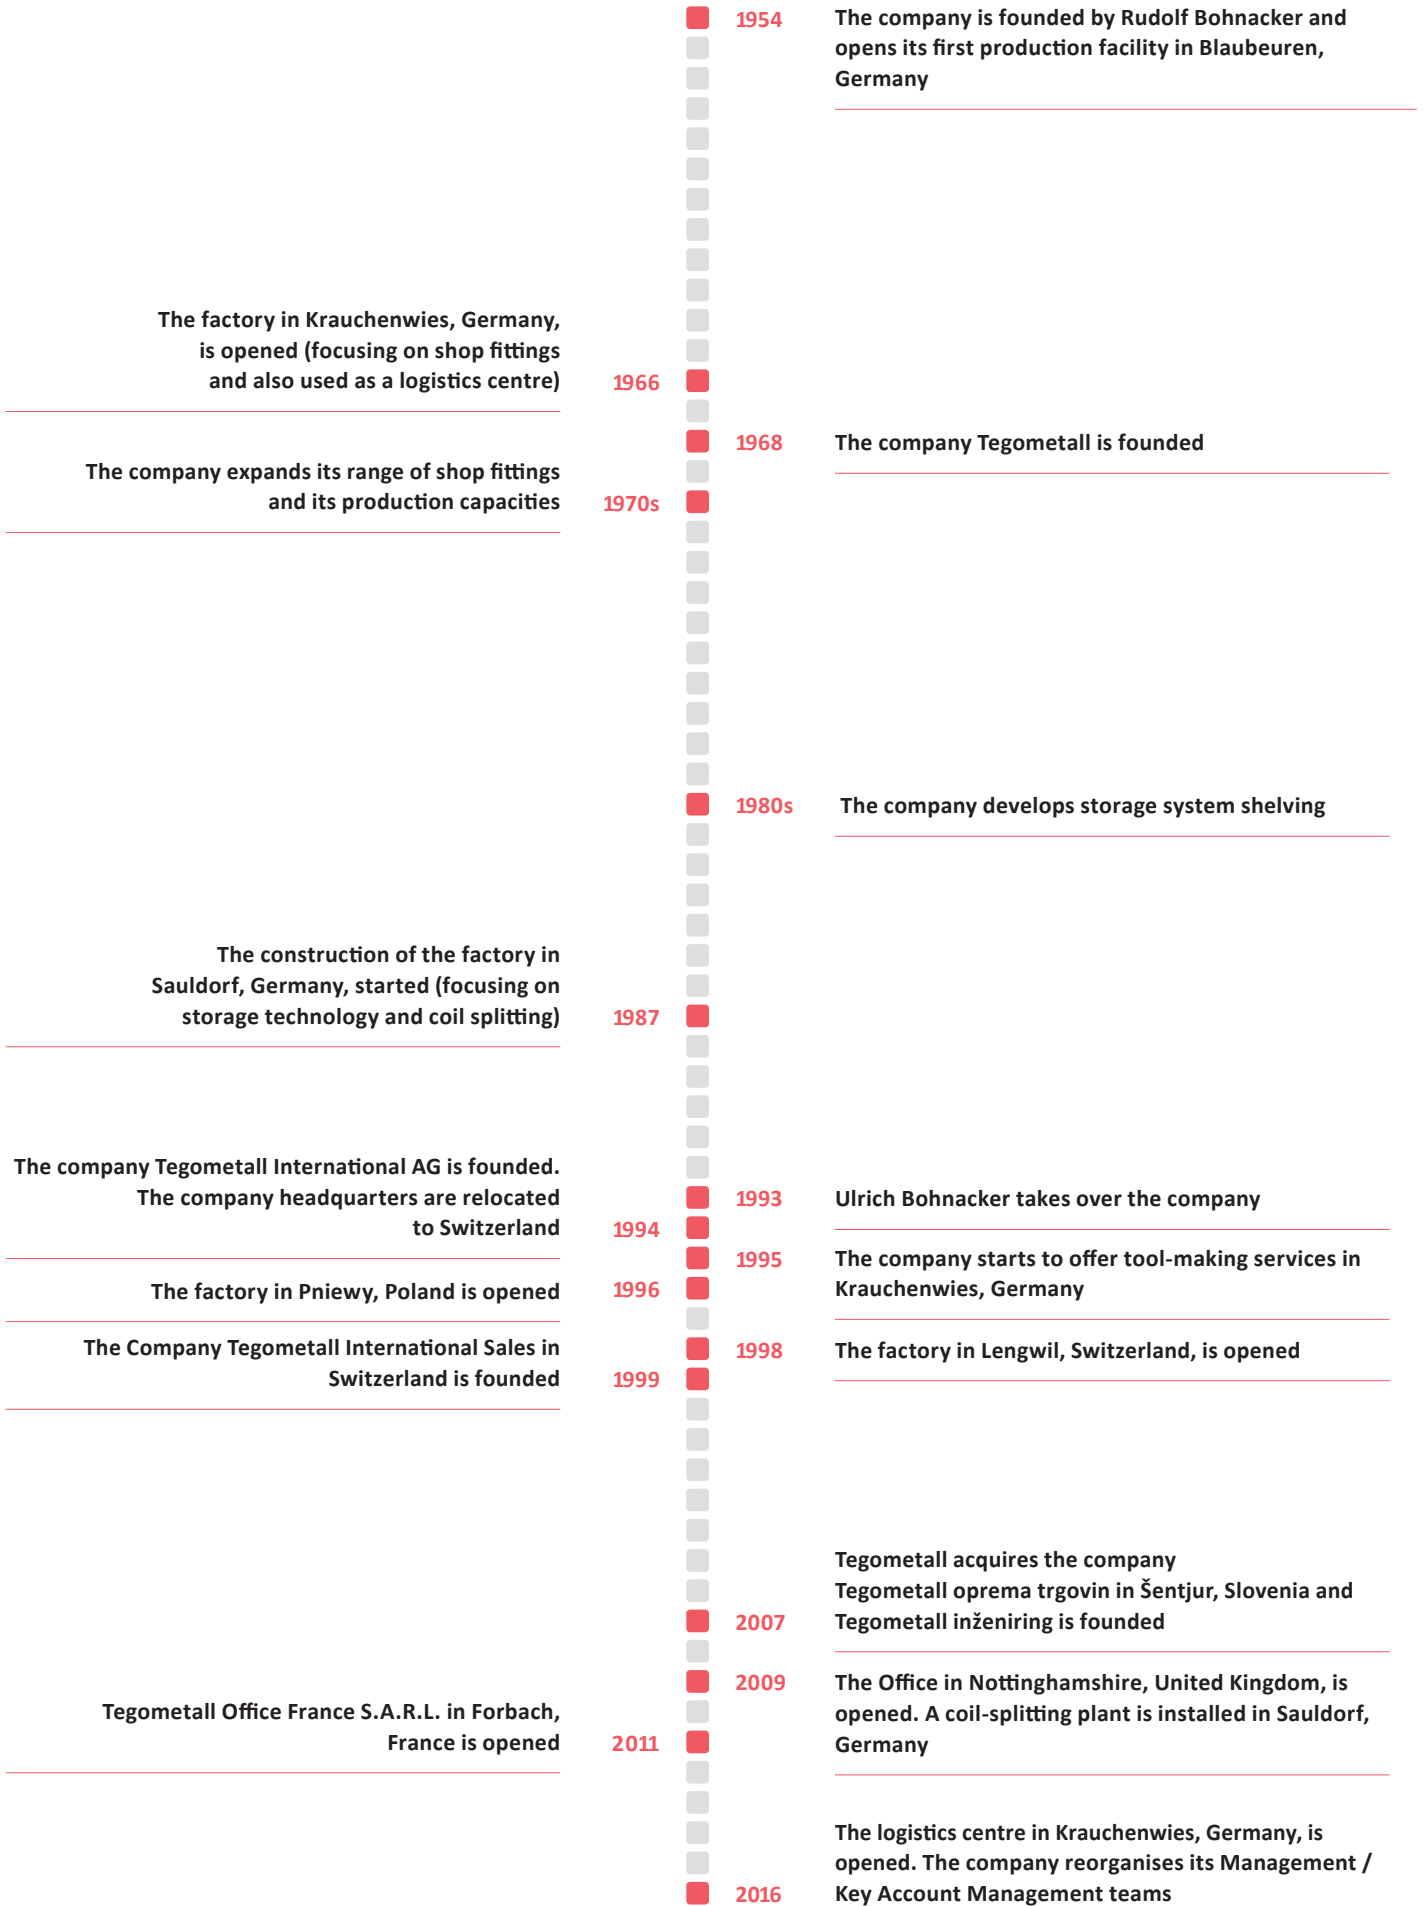 1954
The company is founded by Rudolf Bohnacker and
opens its first production facility in Blaubeuren,
Germany
The factory in Krauchenwies, Germany,
is opened (focusing on shop fittings
and also used as a logistics centre)
1966
1968
The company Tegometall is founded
The company expands its range of shop fittings
and its production capacities
1970s
1980s
The company develops storage system shelving
The construction of the factory in
Sauldorf, Germany, started (focusing on
storage technology and coil splitting)
1987
1993
Ulrich Bohnacker takes over the company
The company Tegometall International AG is founded.
The company headquarters are relocated
to Switzerland
1994
1995
The company starts to offer tool-making services in
Krauchenwies, Germany
The factory in Pniewy, Poland is opened
1996
1998
The factory in Lengwil, Switzerland, is opened
The Company Tegometall International Sales in
Switzerland is founded
1999
Tegometall acquires the company
Tegometall oprema trgovin in Šentjur, Slovenia and
Tegometall inženiring is founded
2007
2009
The Office in Nottinghamshire, United Kingdom, is
opened. A coil-splitting plant is installed in Sauldorf,
Germany
Tegometall Office France S.A.R.L. in Forbach,
France is opened
2011
The logistics centre in Krauchenwies, Germany, is
opened. The company reorganises its Management /
Key Account Management teams
2016